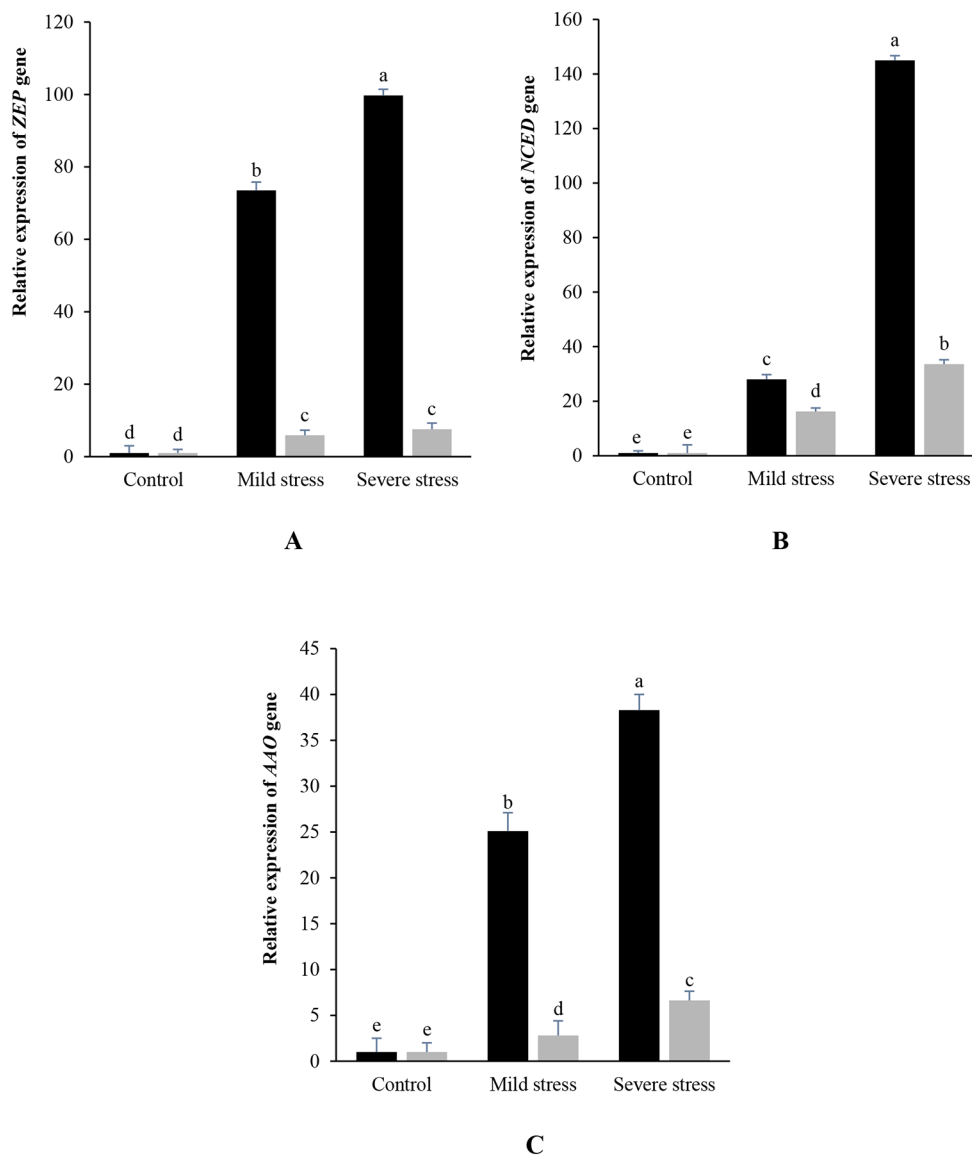 Relative expression of ZEP gene
120
100
80
60
40
20
0
d
d
b
c
a
c
Control
Mild stress
Severe stress
A
Relative expression of NCED gene
160
140
120
100
80
60
40
20
0
e
e
c
d
a
b
Control
Mild stress
Severe stress
B
Relative expression of AAO gene
45
40
35
30
25
20
15
10
5
0
e
e
b
d
a
c
Control
Mild stress
Severe stress
C